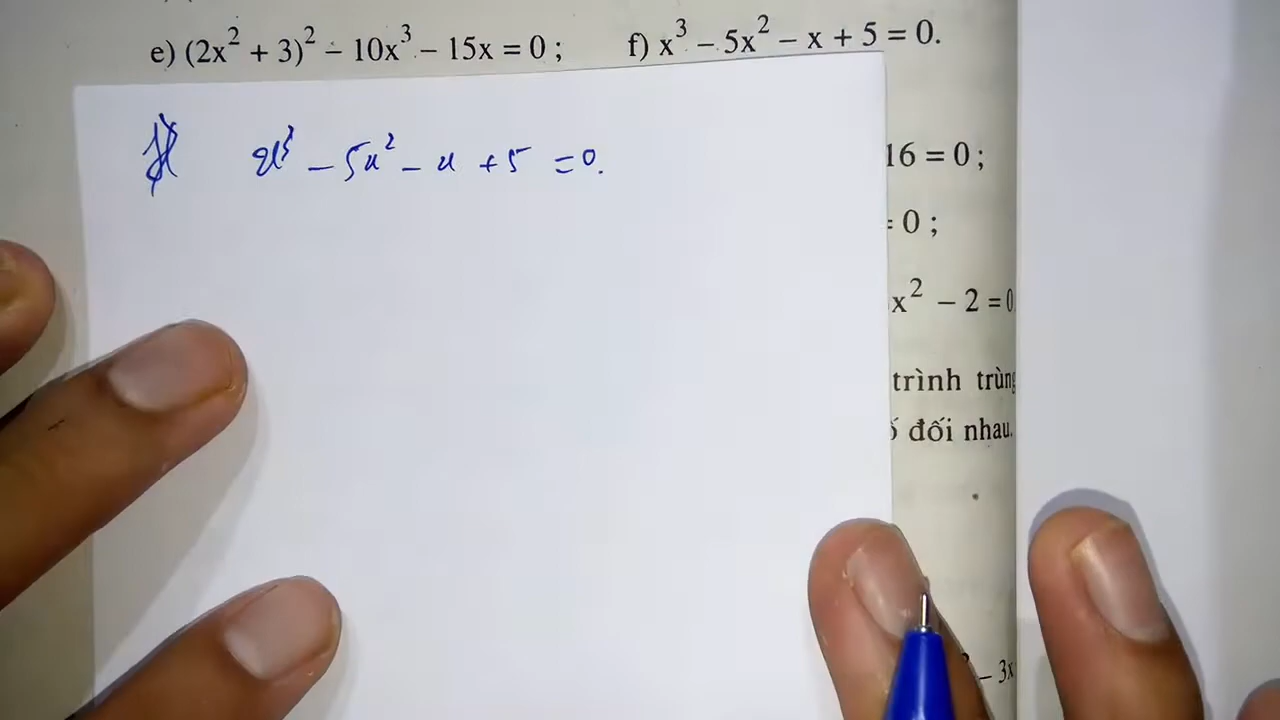 e) (2x² + 3)² − 10x³ − 15x = 0 ; f) x³ − 5x² − x + 5 = 0.
x³ − 5x² − x + 5 = 0.
16 = 0 ;
= 0 ;
x² − 2 = 0
trình trùng
đối nhau.
− 3x